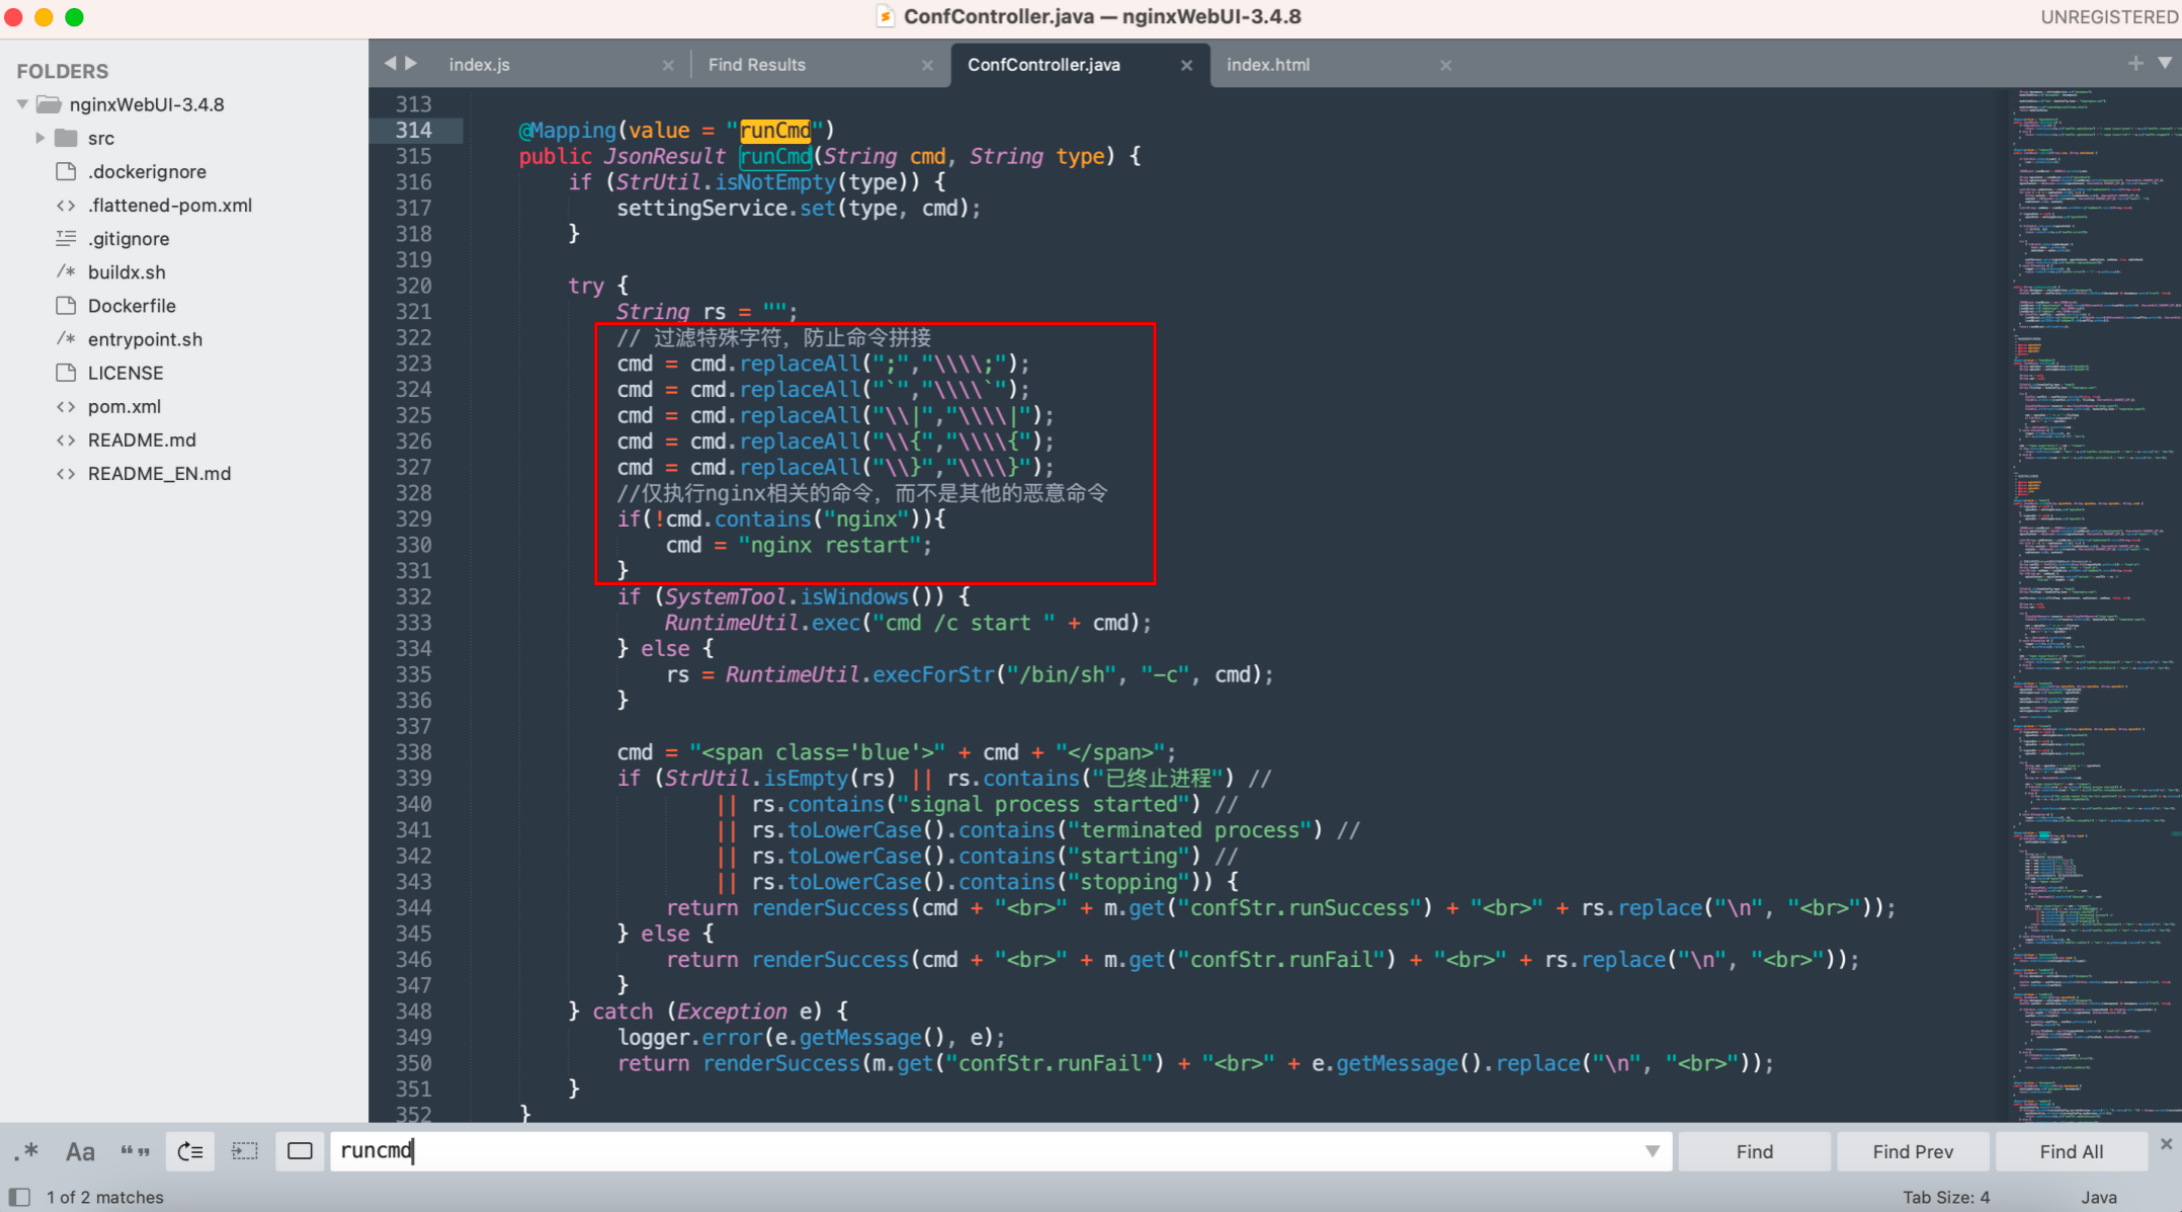 ConfController.java — nginxWebUI-3.4.8
UNREGISTERED
FOLDERS
nginxWebUI-3.4.8
src
.dockerignore
.flattened-pom.xml
.gitignore
buildx.sh
Dockerfile
entrypoint.sh
LICENSE
pom.xml
README.md
README_EN.md
index.js
Find Results
ConfController.java
index.html
313
314 @Mapping(value = "runCmd")
315 public JsonResult runCmd(String cmd, String type) {
316 if (StrUtil.isNotEmpty(type)) {
317 settingService.set(type, cmd);
318 }
319
320 try {
321 String rs = "";
322 // 过滤特殊字符，防止命令拼接
323 cmd = cmd.replaceAll(";","\\\\;");
324 cmd = cmd.replaceAll("`","\\\\`");
325 cmd = cmd.replaceAll("\\|","\\\\|");
326 cmd = cmd.replaceAll("\\{","\\\\{");
327 cmd = cmd.replaceAll("\\}","\\\\}");
328 //仅执行nginx相关的命令，而不是其他的恶意命令
329 if(!cmd.contains("nginx")){
330 cmd = "nginx restart";
331 }
332 if (SystemTool.isWindows()) {
333 RuntimeUtil.exec("cmd /c start " + cmd);
334 } else {
335 rs = RuntimeUtil.execForStr("/bin/sh", "-c", cmd);
336 }
337
338 cmd = "<span class='blue'>" + cmd + "</span>";
339 if (StrUtil.isEmpty(rs) || rs.contains("已终止进程") //
340 || rs.contains("signal process started") //
341 || rs.toLowerCase().contains("terminated process") //
342 || rs.toLowerCase().contains("starting") //
343 || rs.toLowerCase().contains("stopping")) {
344 return renderSuccess(cmd + "<br>" + m.get("confStr.runSuccess") + "<br>" + rs.replace("\n", "<br>"));
345 } else {
346 return renderSuccess(cmd + "<br>" + m.get("confStr.runFail") + "<br>" + rs.replace("\n", "<br>"));
347 }
348 } catch (Exception e) {
349 logger.error(e.getMessage(), e);
350 return renderSuccess(m.get("confStr.runFail") + "<br>" + e.getMessage().replace("\n", "<br>"));
351 }
352 }
.* Aa “” runcmd Find Find Prev Find All
1 of 2 matches
Tab Size: 4
Java